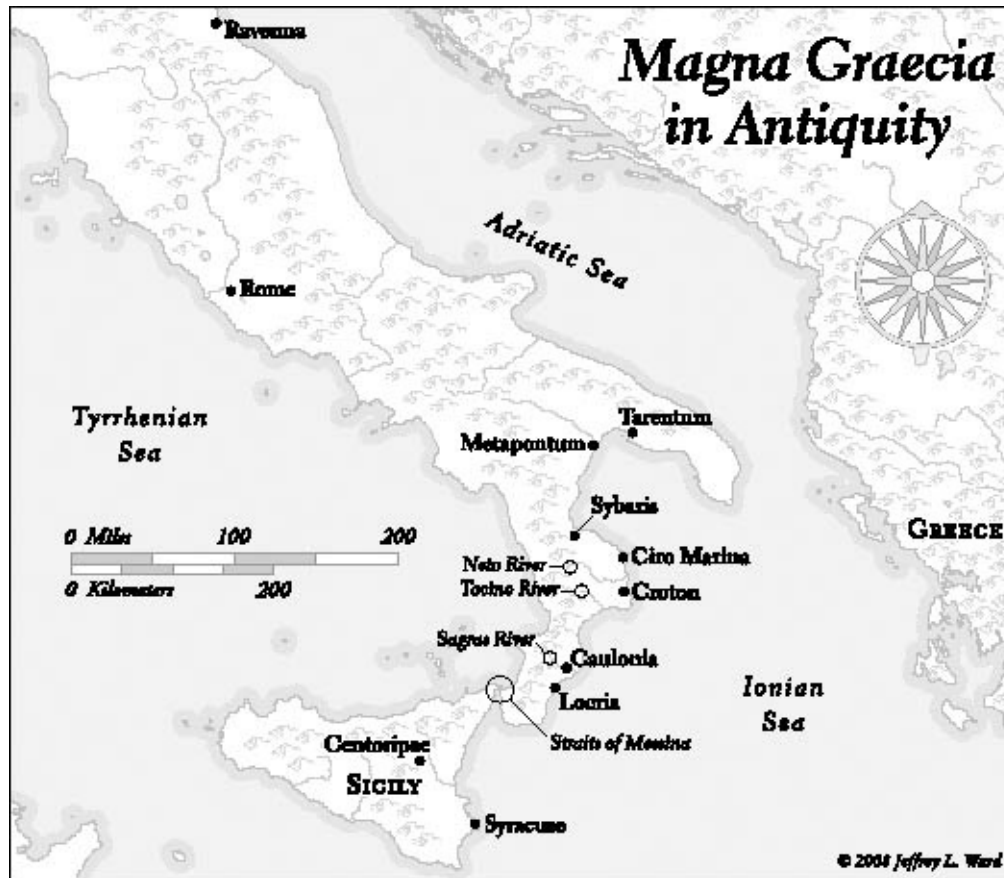 Ravenna
Magna Graecia
in Antiquity
Adriatic Sea
Rome
Tyrrhenian
Sea
Tarentum
Metapontum
Sybaris
0 Miles 100 200
0 Kilometers 200
GREECE
Ciro Marina
Neto River
Tacina River
Croton
Sagras River
Caulonia
Locria
Ionian
Sea
Straits of Messina
Centoripae
SICILY
Syracuse
© 2008 Jeffrey L. Ward